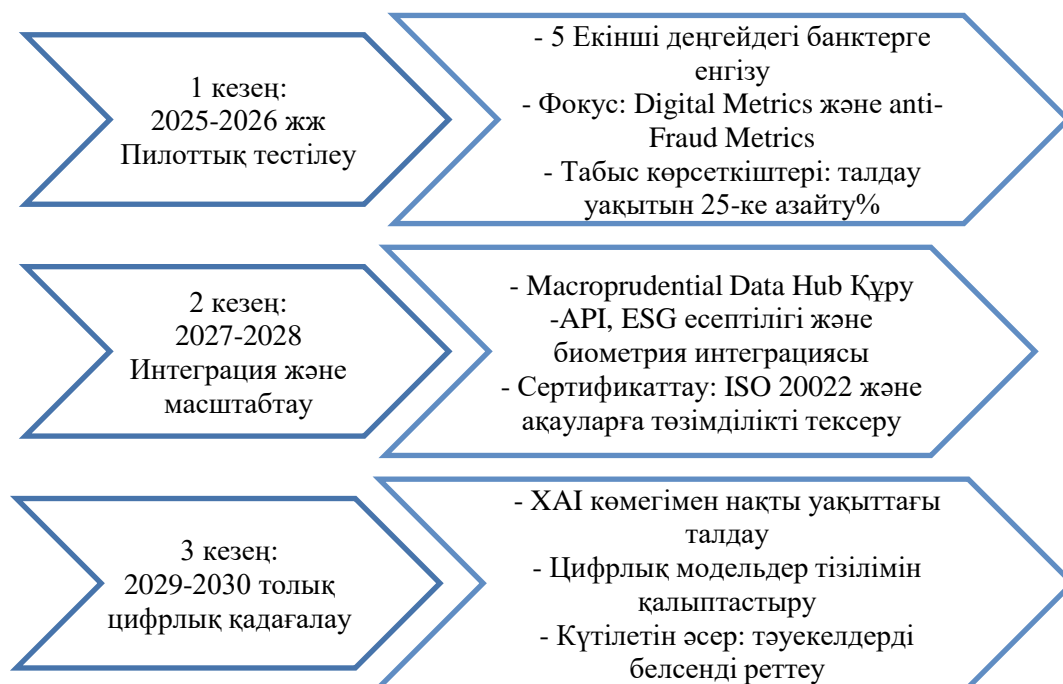 1 кезең:
2025-2026 жж
Пилоттық тестілеу
- 5 Екінші деңгейдегі банктерге
енгізу
- Фокус: Digital Metrics және anti-
Fraud Metrics
- Табыс көрсеткіштері: талдау
уақытын 25-ке азайту%
2 кезең:
2027-2028
Интеграция және
масштабтау
- Macroprudential Data Hub Құру
-API, ESG есептілігі және
биометрия интеграциясы
- Сертификаттау: ISO 20022 және
ақауларға төзімділікті тексеру
3 кезең:
2029-2030 толық
цифрлық қадағалау
- XAI көмегімен нақты уақыттағы
талдау
- Цифрлық модельдер тізілімін
қалыптастыру
- Күтілетін әсер: тәуекелдерді
белсенді реттеу